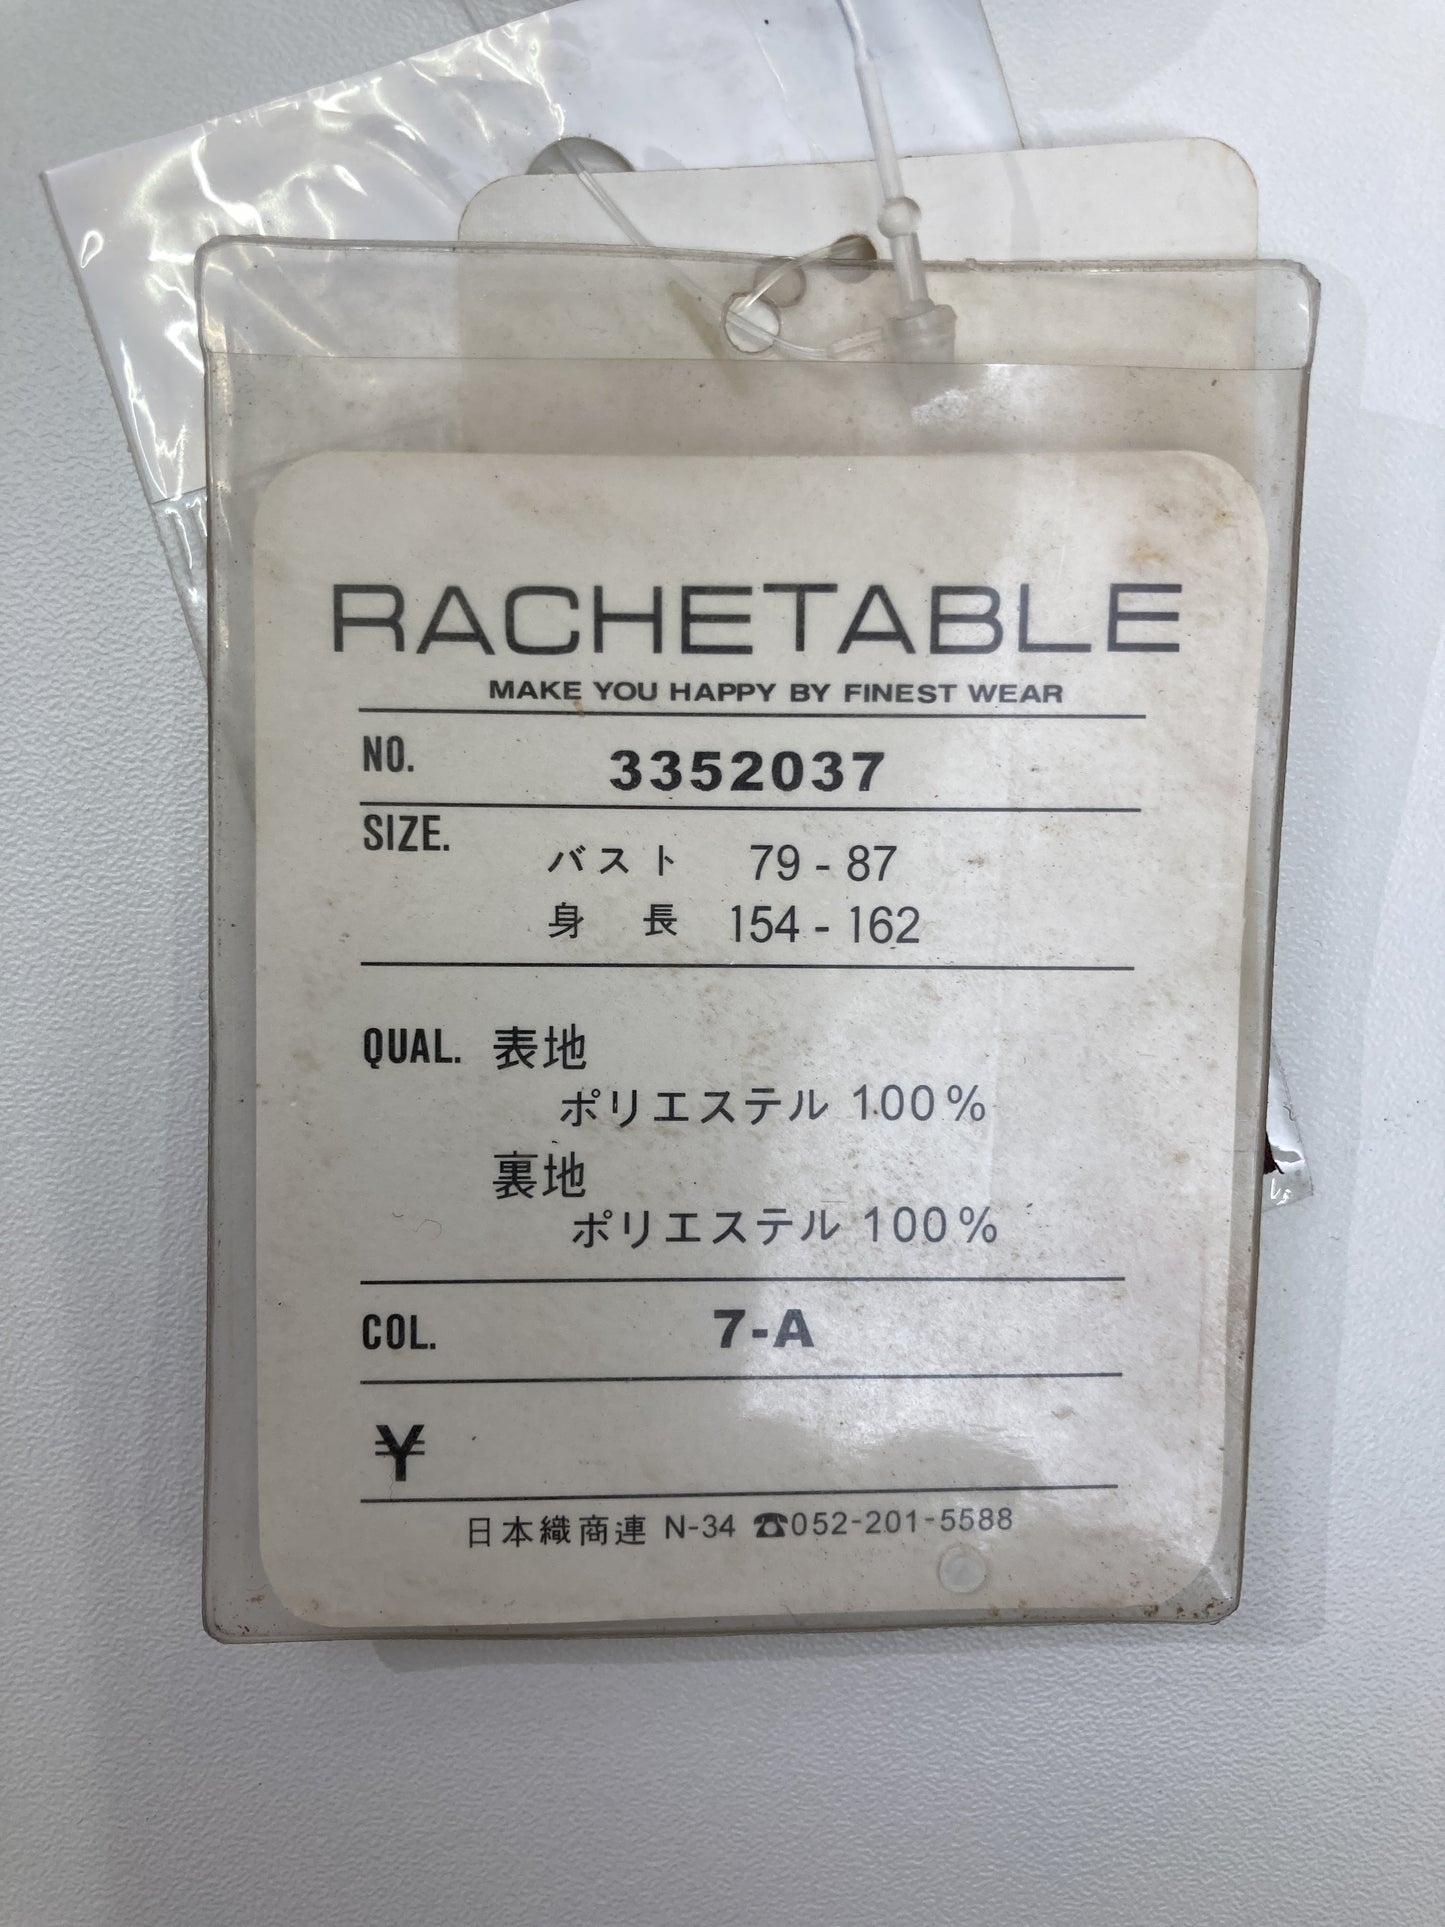 RACHETABLE
MAKE YOU HAPPY BY FINEST WEAR
NO. 3352037
SIZE. バスト 79 - 87
身長 154 - 162
QUAL. 表地
ポリエステル 100%
裏地
ポリエステル 100%
COL. 7-A
¥
日本織商連 N-34 ☎052-201-5588